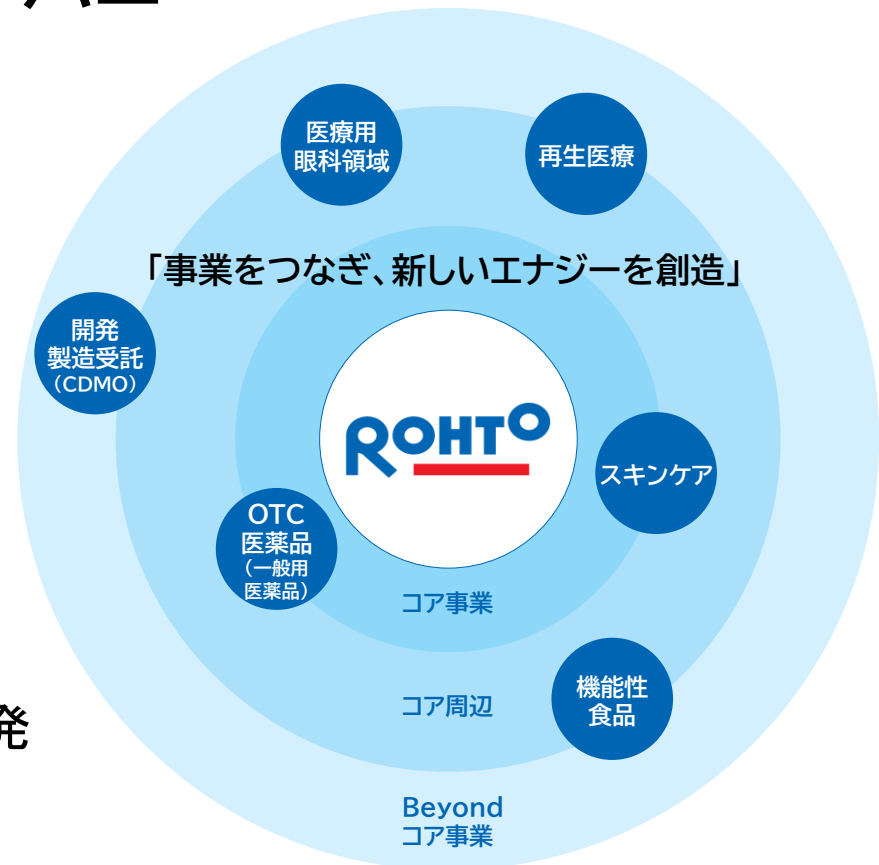 医療用
眼科領域
再生医療
「事業をつなぎ、新しいエナジーを創造」
開発
製造受託
（CDMO）
ROHTO
スキンケア
OTC
医薬品
（一般用
医薬品）
コア事業
機能性
食品
コア周辺
発
Beyond
コア事業